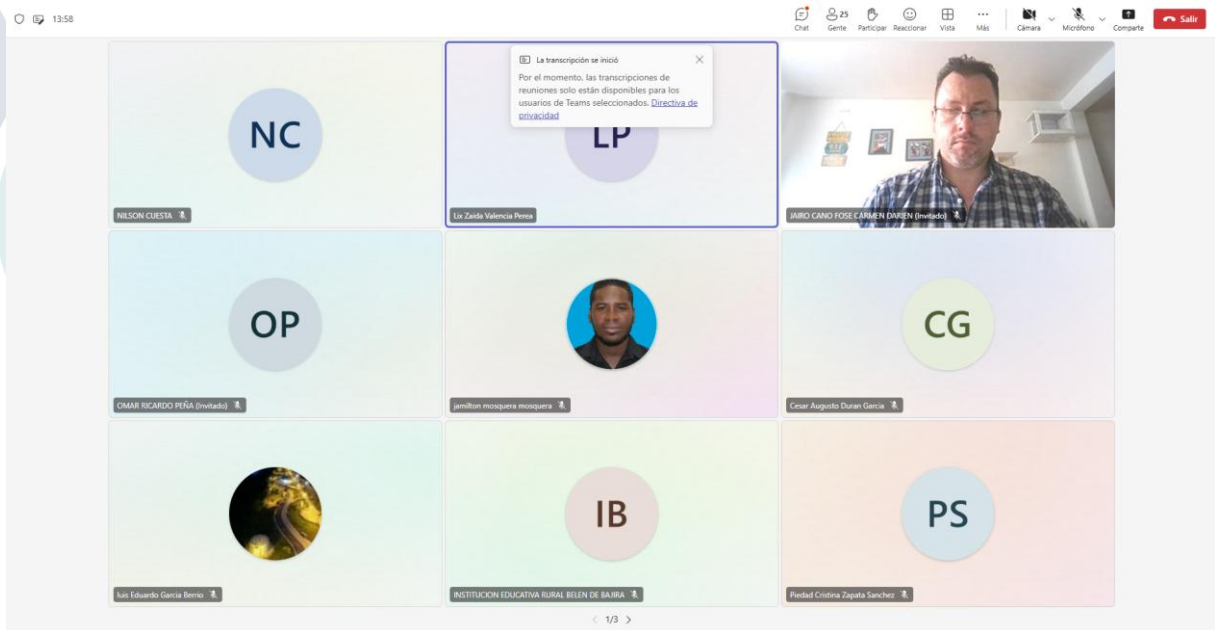 13:58
Chat
25
Gente
Participar
Reaccionar
Vista
Más
Cámara
Micrófono
Comparte
Salir
La transcripción se inició
Por el momento, las transcripciones de
reuniones solo están disponibles para los
usuarios de Teams seleccionados. Directiva de
privacidad
NC
NILSON CUESTA
LP
Lix Zaida Valencia Perea
JAIRO CANO FOSE CARMEN DARIEN (Invitado)
OP
OMAR RICARDO PEÑA (Invitado)
jamilton mosquera mosquera
CG
Cesar Augusto Duran Garcia
luis Eduardo Garcia Berrio
IB
INSTITUCION EDUCATIVA RURAL BELEN DE BAJIRA
PS
Piedad Cristina Zapata Sanchez
1/3